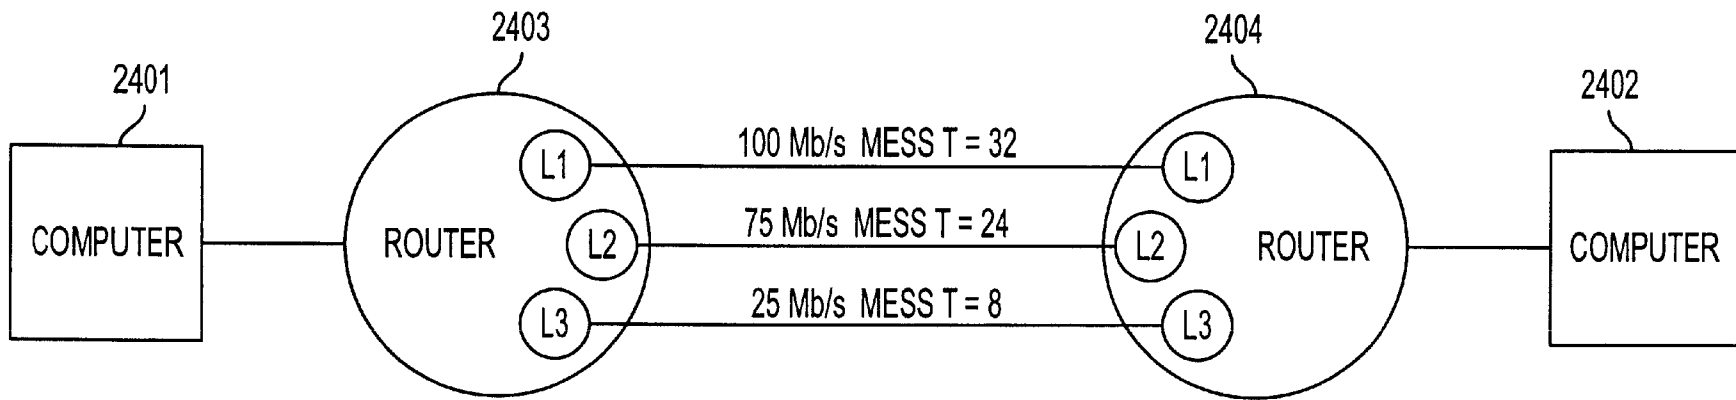 2403
2404
2401
2402
100 Mb/s MESS T = 32
L1
L1
COMPUTER
ROUTER
L2
75 Mb/s MESS T = 24
L2
ROUTER
COMPUTER
25 Mb/s MESS T = 8
L3
L3